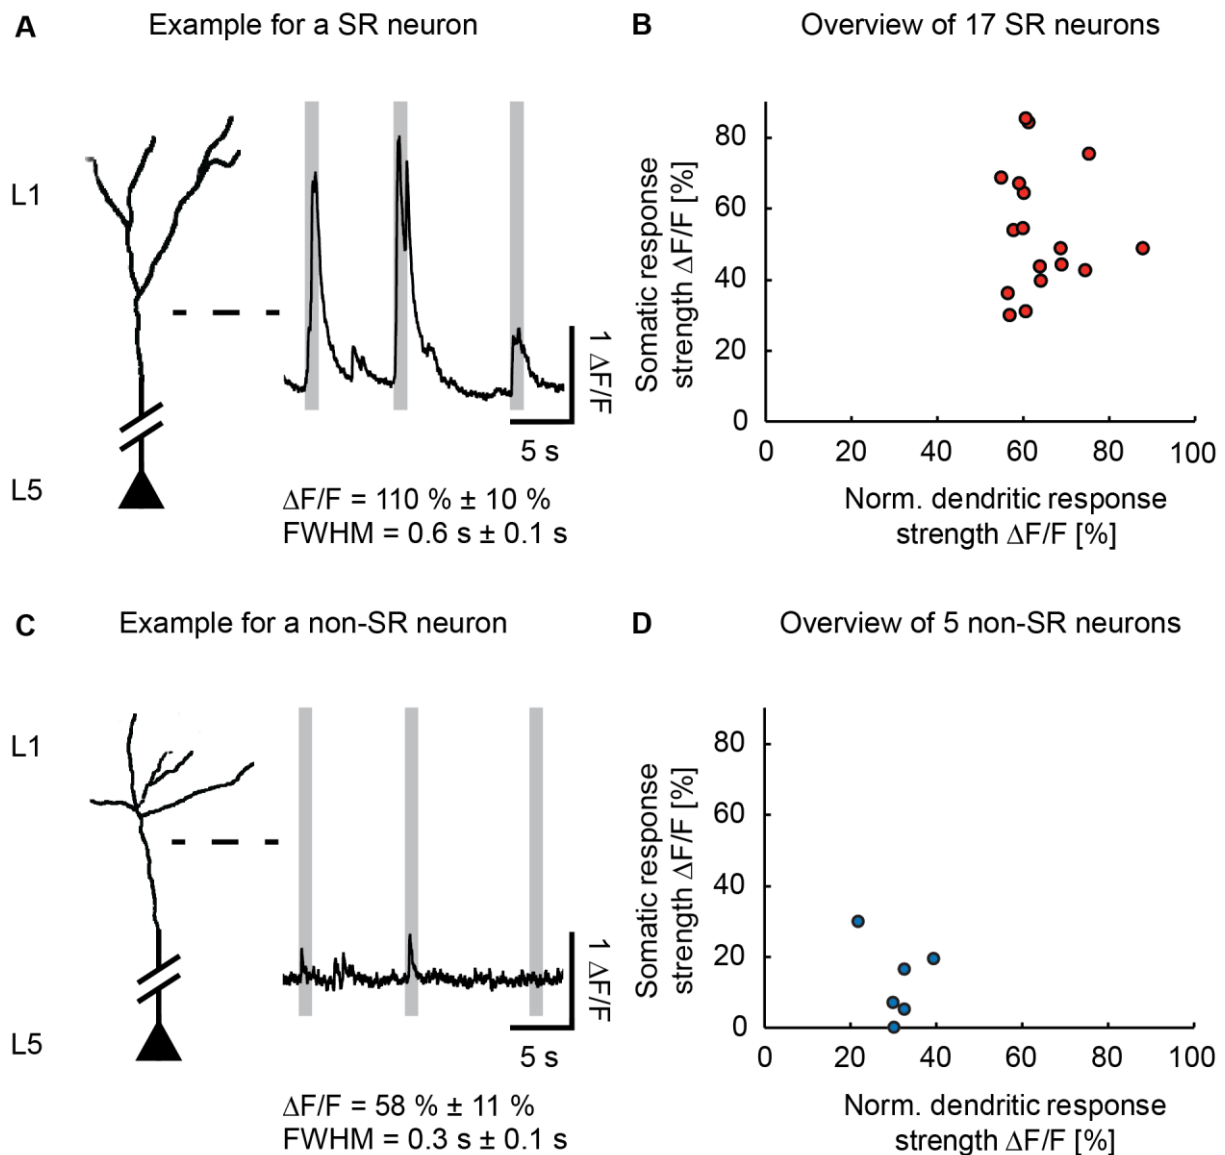 A
Example for a SR neuron
L1
L5
1 ΔF/F
5 s
ΔF/F = 110 % ± 10 %
FWHM = 0.6 s ± 0.1 s
B
Overview of 17 SR neurons
Somatic response
strength ΔF/F [%]
80
60
40
20
0
0 20 40 60 80 100
Norm. dendritic response
strength ΔF/F [%]
C
Example for a non-SR neuron
L1
L5
1 ΔF/F
5 s
ΔF/F = 58 % ± 11 %
FWHM = 0.3 s ± 0.1 s
D
Overview of 5 non-SR neurons
Somatic response
strength ΔF/F [%]
80
60
40
20
0
0 20 40 60 80 100
Norm. dendritic response
strength ΔF/F [%]